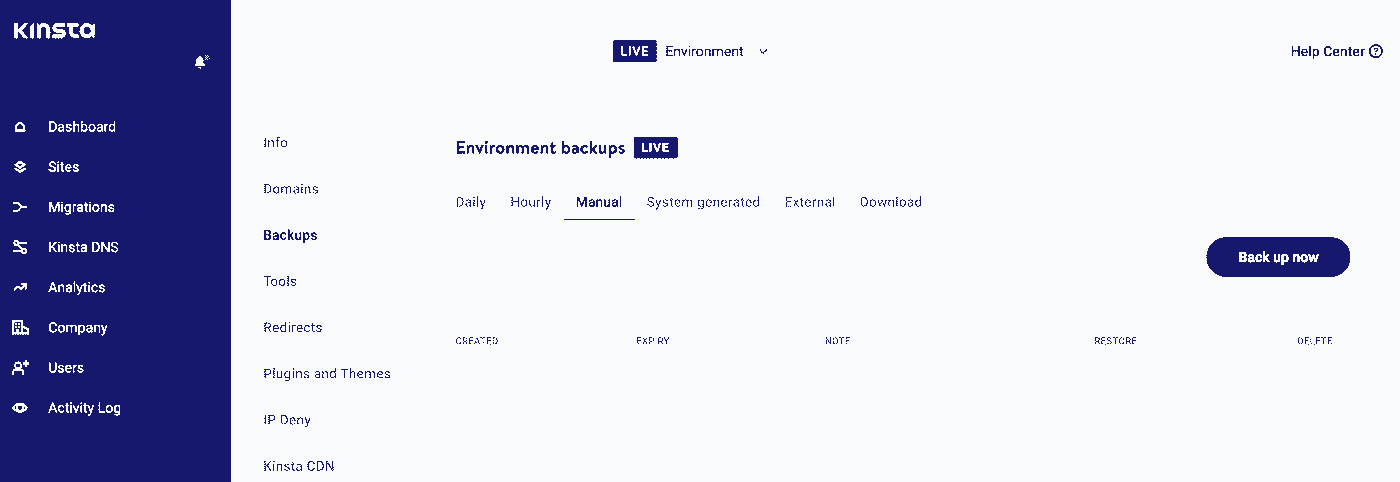 Kinsta
LIVE Environment
Help Center
Dashboard
Sites
Migrations
Kinsta DNS
Analytics
Company
Users
Activity Log
Info
Domains
Backups
Tools
Redirects
Plugins and Themes
IP Deny
Kinsta CDN
Environment backups LIVE
Daily Hourly Manual System generated External Download
Back up now
CREATED EXPIRY NOTE RESTORE DELETE